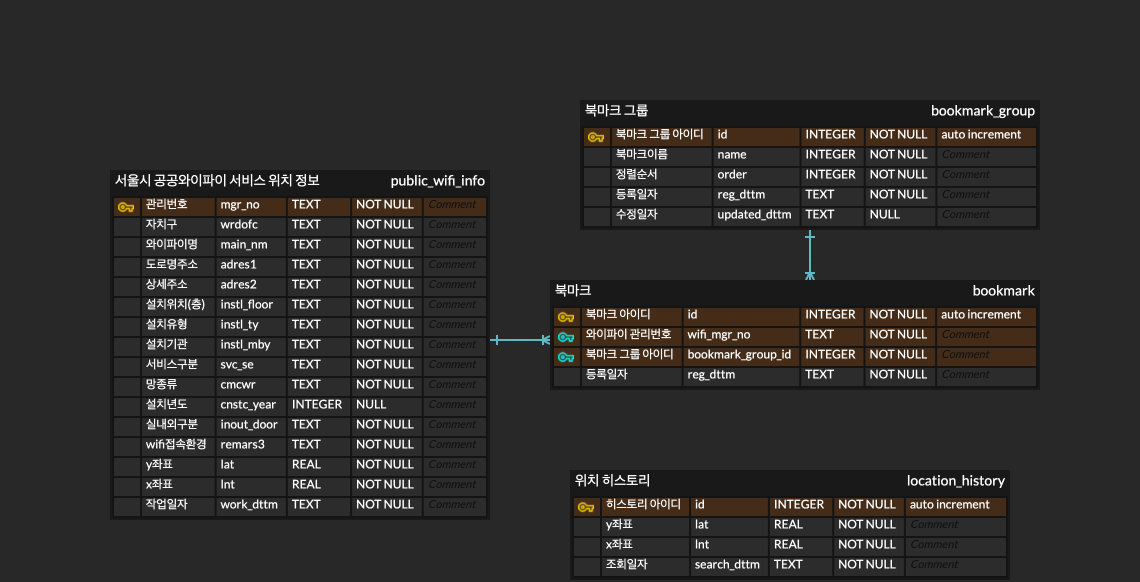 북마크 그룹 bookmark_group
북마크 그룹 아이디 id INTEGER NOT NULL auto increment
북마크이름 name INTEGER NOT NULL Comment
정렬순서 order INTEGER NOT NULL Comment
등록일자 reg_dttm TEXT NOT NULL Comment
수정일자 updated_dttm TEXT NULL Comment
서울시 공공와이파이 서비스 위치 정보 public_wifi_info
관리번호 mgr_no TEXT NOT NULL Comment
자치구 wrdofc TEXT NOT NULL Comment
와이파이명 main_nm TEXT NOT NULL Comment
도로명주소 adres1 TEXT NOT NULL Comment
상세주소 adres2 TEXT NOT NULL Comment
설치위치(층) instl_floor TEXT NOT NULL Comment
설치유형 instl_ty TEXT NOT NULL Comment
설치기관 instl_mby TEXT NOT NULL Comment
서비스구분 svc_se TEXT NOT NULL Comment
망종류 cmcwr TEXT NOT NULL Comment
설치년도 cnstc_year INTEGER NULL Comment
실내외구분 inout_door TEXT NOT NULL Comment
wifi접속환경 remars3 TEXT NOT NULL Comment
y좌표 lat REAL NOT NULL Comment
x좌표 lnt REAL NOT NULL Comment
작업일자 work_dttm TEXT NOT NULL Comment
북마크 bookmark
북마크 아이디 id INTEGER NOT NULL auto increment
와이파이 관리번호 wifi_mgr_no TEXT NOT NULL Comment
북마크 그룹 아이디 bookmark_group_id INTEGER NOT NULL Comment
등록일자 reg_dttm TEXT NOT NULL Comment
위치 히스토리 location_history
히스토리 아이디 id INTEGER NOT NULL auto increment
y좌표 lat REAL NOT NULL Comment
x좌표 lnt REAL NOT NULL Comment
조회일자 search_dttm TEXT NOT NULL Comment